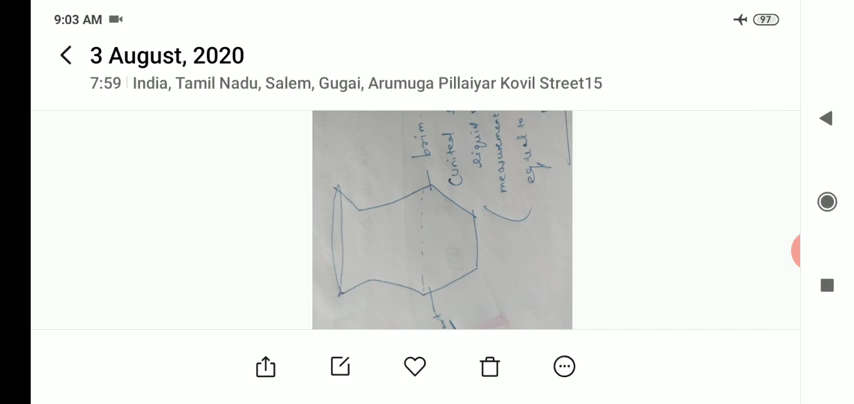 9:03 AM
97
3 August, 2020
7:59 India, Tamil Nadu, Salem, Gugai, Arumuga Pillaiyar Kovil Street15
brim
liquid
measurement
equal to